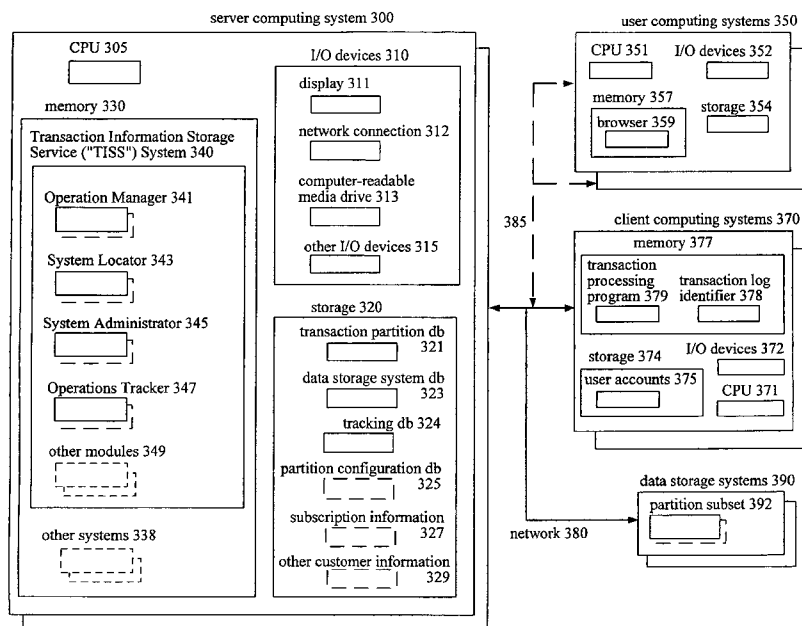 server computing system 300
CPU 305
memory 330
Transaction Information Storage
Service ("TISS") System 340
Operation Manager 341
System Locator 343
System Administrator 345
Operations Tracker 347
other modules 349
other systems 338
I/O devices 310
display 311
network connection 312
computer-readable
media drive 313
other I/O devices 315
storage 320
transaction partition db
321
data storage system db
323
tracking db 324
partition configuration db
325
subscription information
327
other customer information
329
user computing systems 350
CPU 351
I/O devices 352
memory 357
browser 359
storage 354
385
client computing systems 370
memory 377
transaction
processing
program 379
transaction log
identifier 378
storage 374
user accounts 375
I/O devices 372
CPU 371
data storage systems 390
partition subset 392
network 380